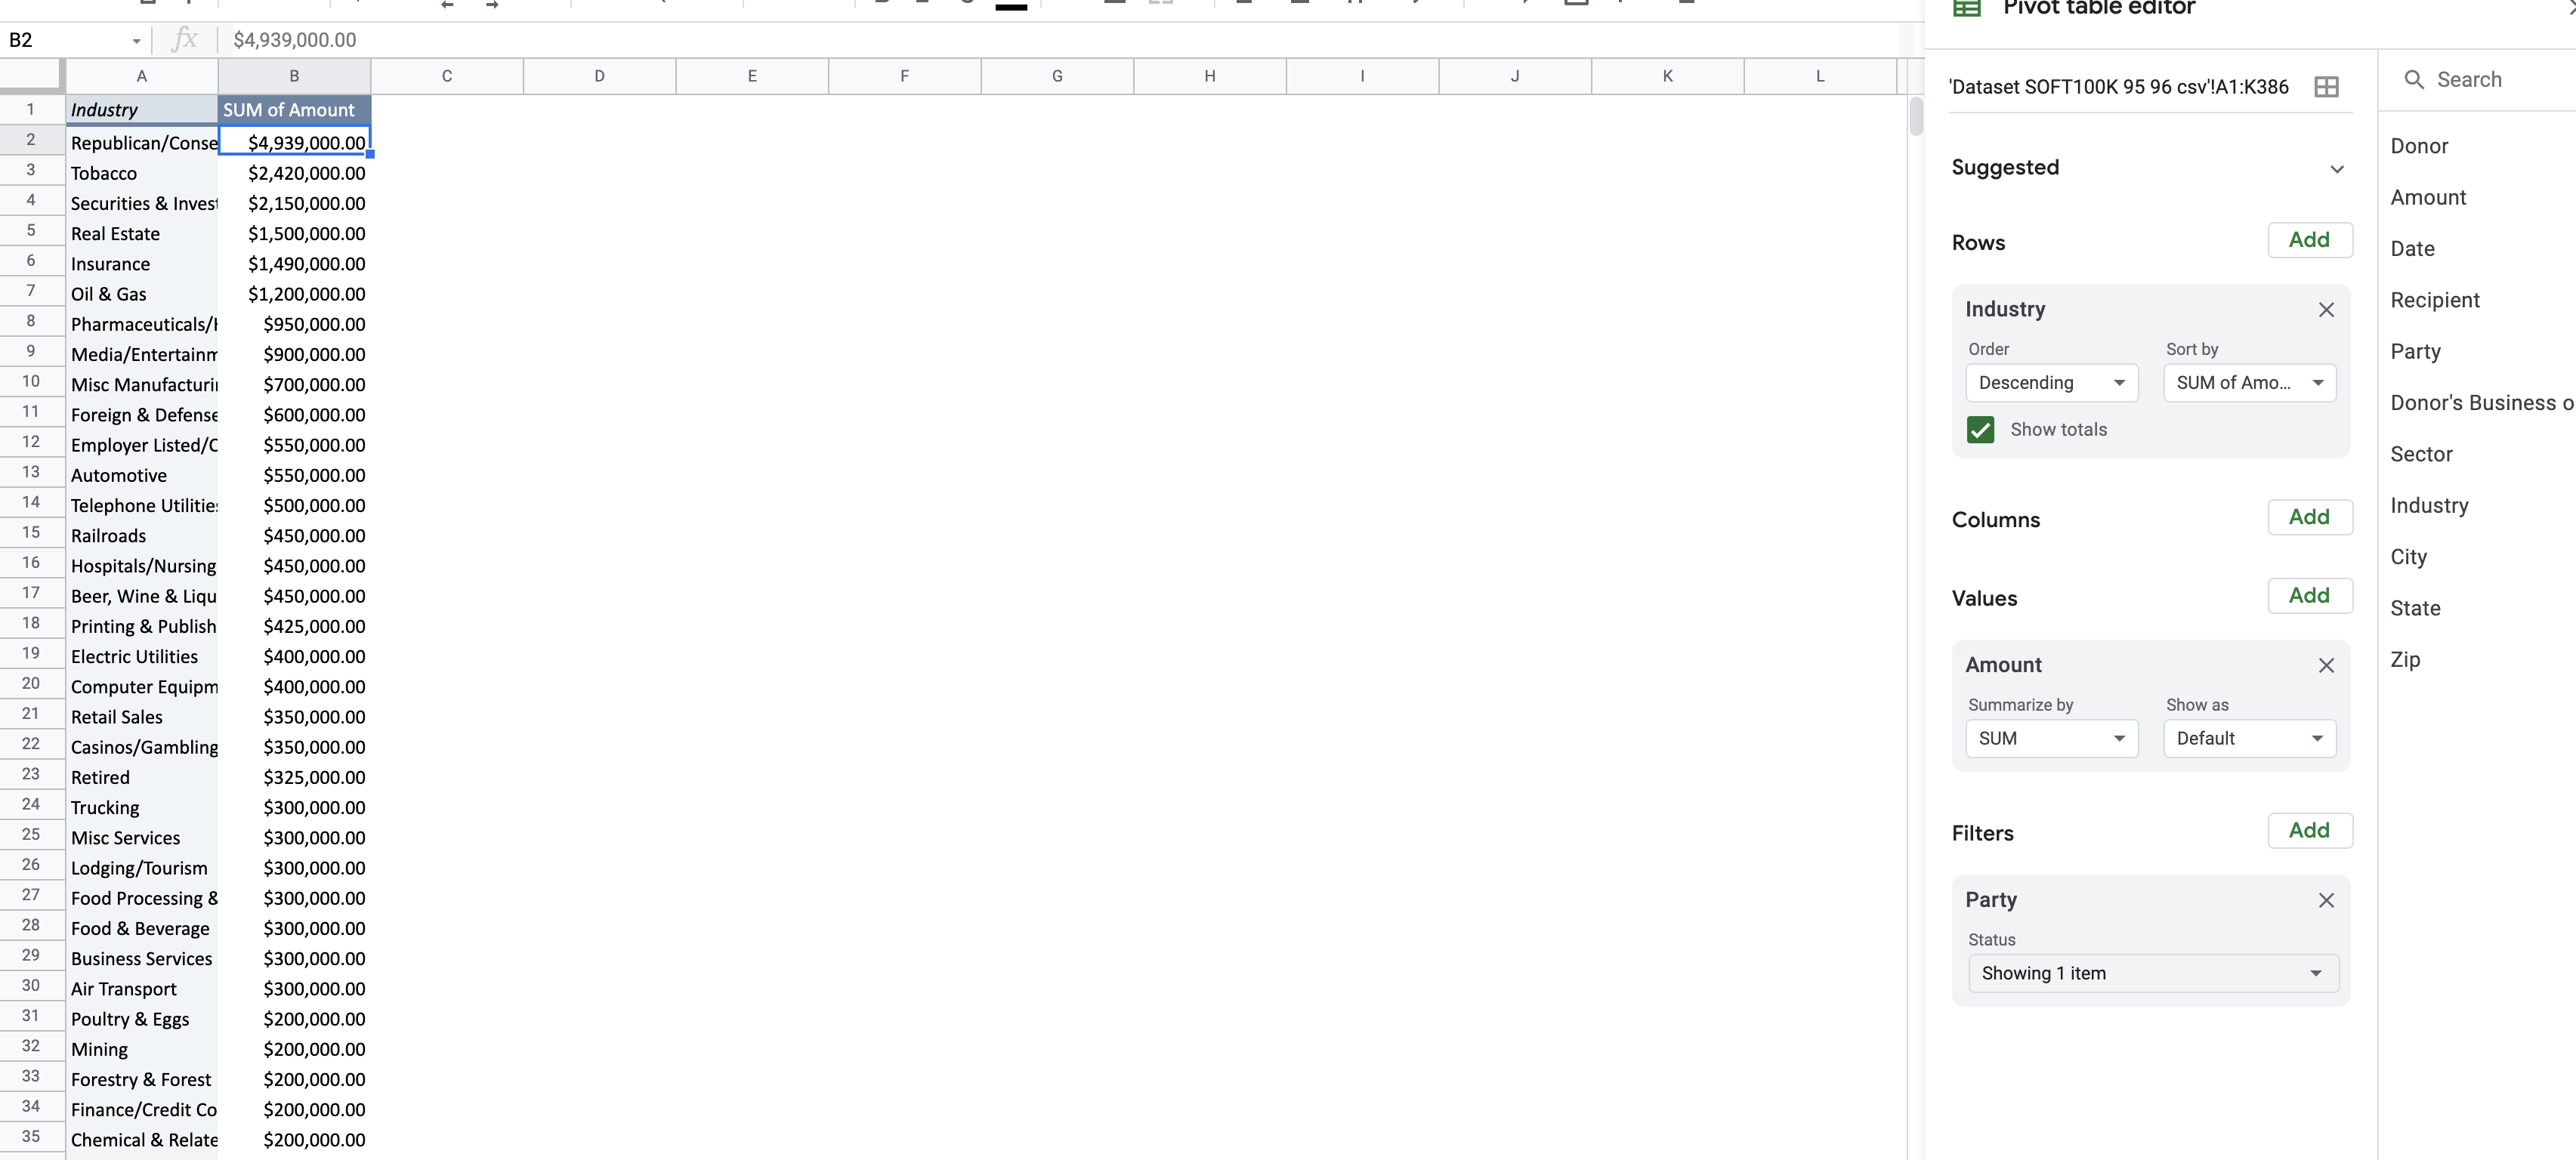 Pivot table editor
B2
fx
$4,939,000.00
A B C D E F G H I J K L
1 Industry SUM of Amount
2 Republican/Conse $4,939,000.00
3 Tobacco $2,420,000.00
4 Securities & Invest $2,150,000.00
5 Real Estate $1,500,000.00
6 Insurance $1,490,000.00
7 Oil & Gas $1,200,000.00
8 Pharmaceuticals/H $950,000.00
9 Media/Entertainm $900,000.00
10 Misc Manufacturin $700,000.00
11 Foreign & Defense $600,000.00
12 Employer Listed/C $550,000.00
13 Automotive $550,000.00
14 Telephone Utilities $500,000.00
15 Railroads $450,000.00
16 Hospitals/Nursing $450,000.00
17 Beer, Wine & Liqu $450,000.00
18 Printing & Publish $425,000.00
19 Electric Utilities $400,000.00
20 Computer Equipm $400,000.00
21 Retail Sales $350,000.00
22 Casinos/Gambling $350,000.00
23 Retired $325,000.00
24 Trucking $300,000.00
25 Misc Services $300,000.00
26 Lodging/Tourism $300,000.00
27 Food Processing & $300,000.00
28 Food & Beverage $300,000.00
29 Business Services $300,000.00
30 Air Transport $300,000.00
31 Poultry & Eggs $200,000.00
32 Mining $200,000.00
33 Forestry & Forest $200,000.00
34 Finance/Credit Co $200,000.00
35 Chemical & Relate $200,000.00
'Dataset SOFT100K 95 96 csv'!A1:K386
Suggested
Rows Add
Industry
Order Sort by
Descending SUM of Amo...
Show totals
Columns Add
Values Add
Amount
Summarize by Show as
SUM Default
Filters Add
Party
Status
Showing 1 item
Search
Donor
Amount
Date
Recipient
Party
Donor's Business o
Sector
Industry
City
State
Zip